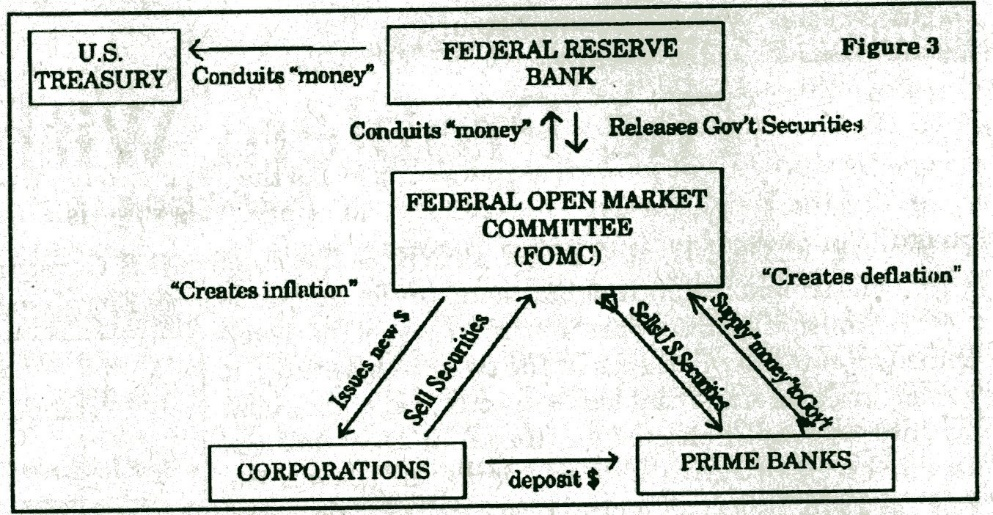 U.S.
TREASURY
Conduits "money"
FEDERAL RESERVE
BANK
Figure 3
Conduits "money"
Releases Gov't Securities
FEDERAL OPEN MARKET
COMMITTEE
(FOMC)
"Creates inflation"
"Creates deflation"
Issues new $
Sell Securities
Sells U.S. Securities
Supply "money" to Gov't
CORPORATIONS
deposit $
PRIME BANKS